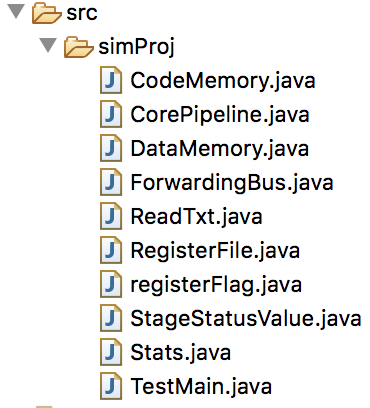 src
simProj
CodeMemory.java
CorePipeline.java
DataMemory.java
ForwardingBus.java
ReadTxt.java
RegisterFile.java
registerFlag.java
StageStatusValue.java
Stats.java
TestMain.java